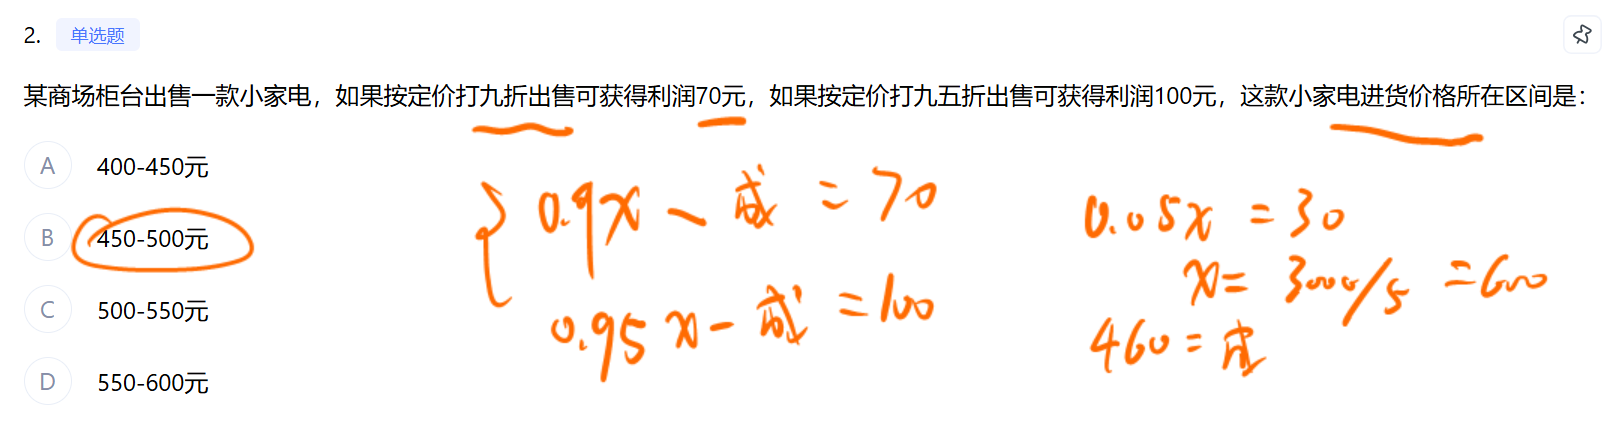 2. 单选题
某商场柜台出售一款小家电，如果按定价打九折出售可获得利润70元，如果按定价打九五折出售可获得利润100元，这款小家电进货价格所在区间是：
A 400-450元
B 450-500元
C 500-550元
D 550-600元
0.9x - 成 = 70
0.95x - 成 = 100
0.05x = 30
x = 3000/5 = 600
460 = 成